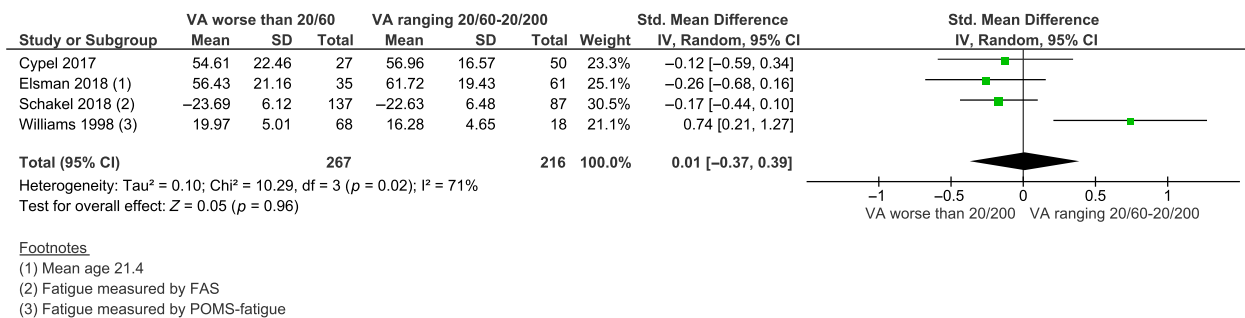 VA worse than 20/60 VA ranging 20/60-20/200 Std. Mean Difference Std. Mean Difference
Study or Subgroup Mean SD Total Mean SD Total Weight IV, Random, 95% CI IV, Random, 95% CI
Cypel 2017 54.61 22.46 27 56.96 16.57 50 23.3% –0.12 [–0.59, 0.34]
Elsman 2018 (1) 56.43 21.16 35 61.72 19.43 61 25.1% –0.26 [–0.68, 0.16]
Schakel 2018 (2) –23.69 6.12 137 –22.63 6.48 87 30.5% –0.17 [–0.44, 0.10]
Williams 1998 (3) 19.97 5.01 68 16.28 4.65 18 21.1% 0.74 [0.21, 1.27]
Total (95% CI) 267 216 100.0% 0.01 [–0.37, 0.39]
Heterogeneity: Tau² = 0.10; Chi² = 10.29, df = 3 (p = 0.02); I² = 71%
Test for overall effect: Z = 0.05 (p = 0.96)
–1 –0.5 0 0.5 1
VA worse than 20/200 VA ranging 20/60-20/200
Footnotes
(1) Mean age 21.4
(2) Fatigue measured by FAS
(3) Fatigue measured by POMS-fatigue